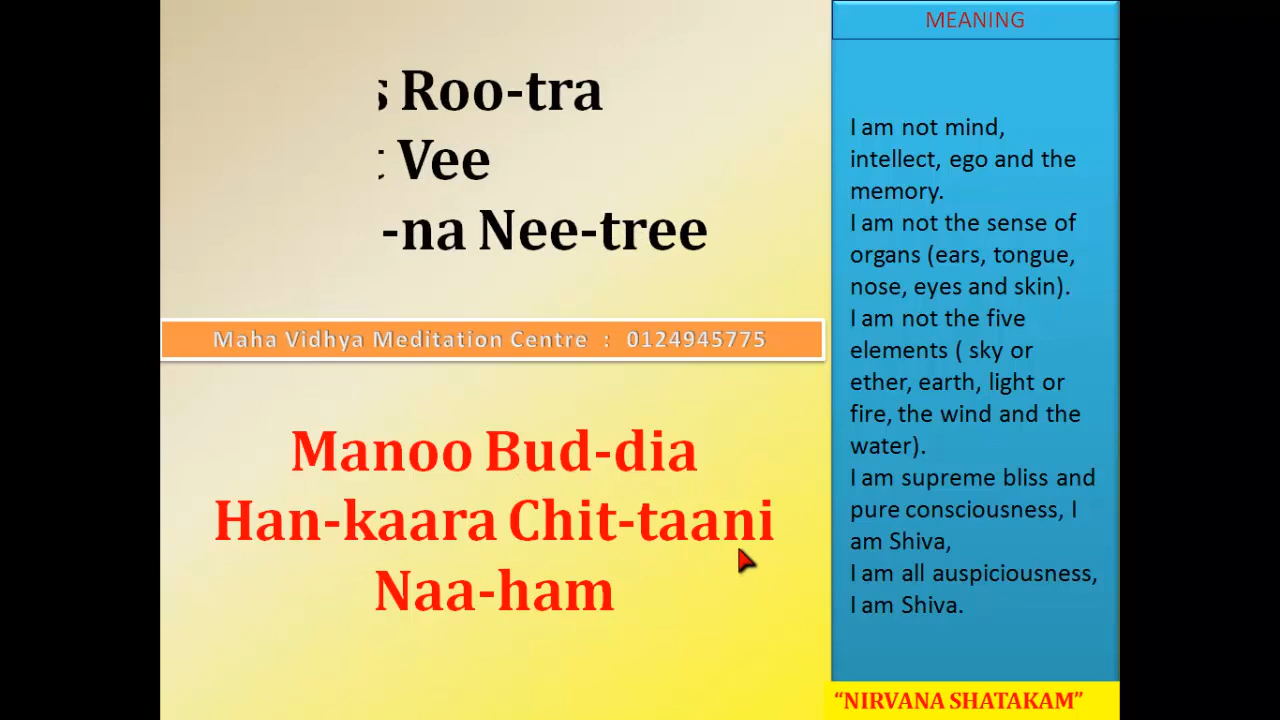 Roo-tra
Vee
-na Nee-tree
Maha Vidhya Meditation Centre : 0124945775
Manoo Bud-dia
Han-kaara Chit-taani
Naa-ham
MEANING
I am not mind,
intellect, ego and the
memory.
I am not the sense of
organs (ears, tongue,
nose, eyes and skin).
I am not the five
elements ( sky or
ether, earth, light or
fire, the wind and the
water).
I am supreme bliss and
pure consciousness, I
am Shiva,
I am all auspiciousness,
I am Shiva.
“NIRVANA SHATAKAM”